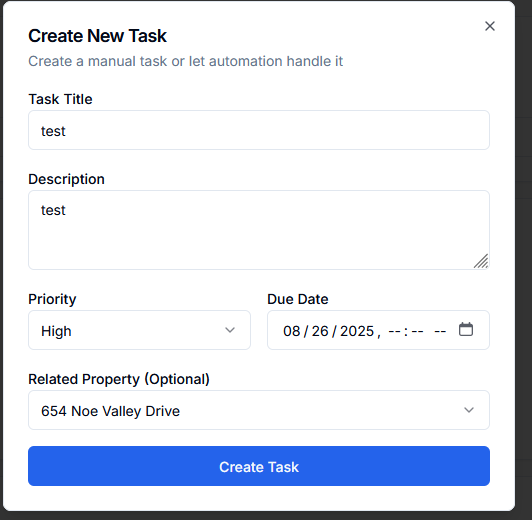 Create New Task
Create a manual task or let automation handle it
Task Title
test
Description
test
Priority
Due Date
High
08 / 26 / 2025 , -- : -- --
Related Property (Optional)
654 Noe Valley Drive
Create Task